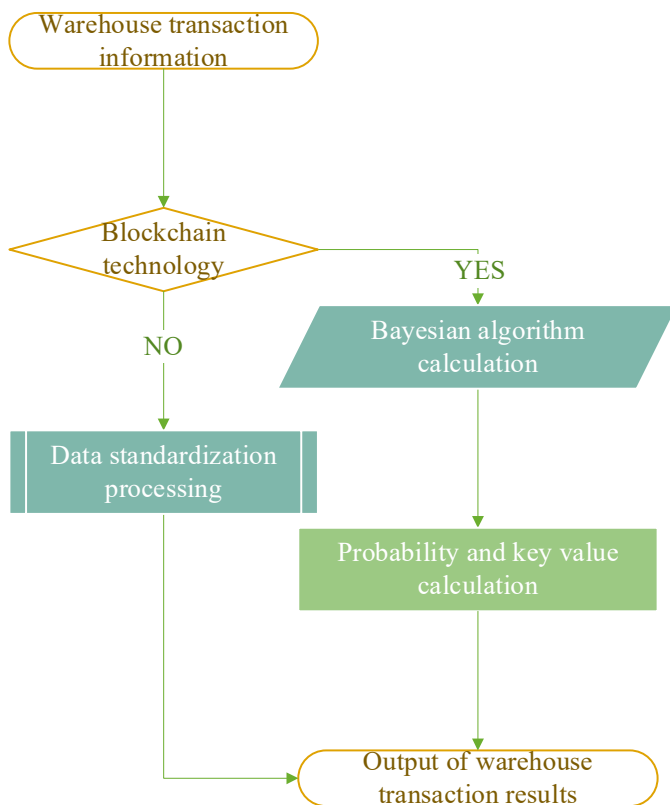 Warehouse transaction
information
Blockchain
technology
YES
NO
Bayesian algorithm
calculation
Data standardization
processing
Probability and key value
calculation
Output of warehouse
transaction results